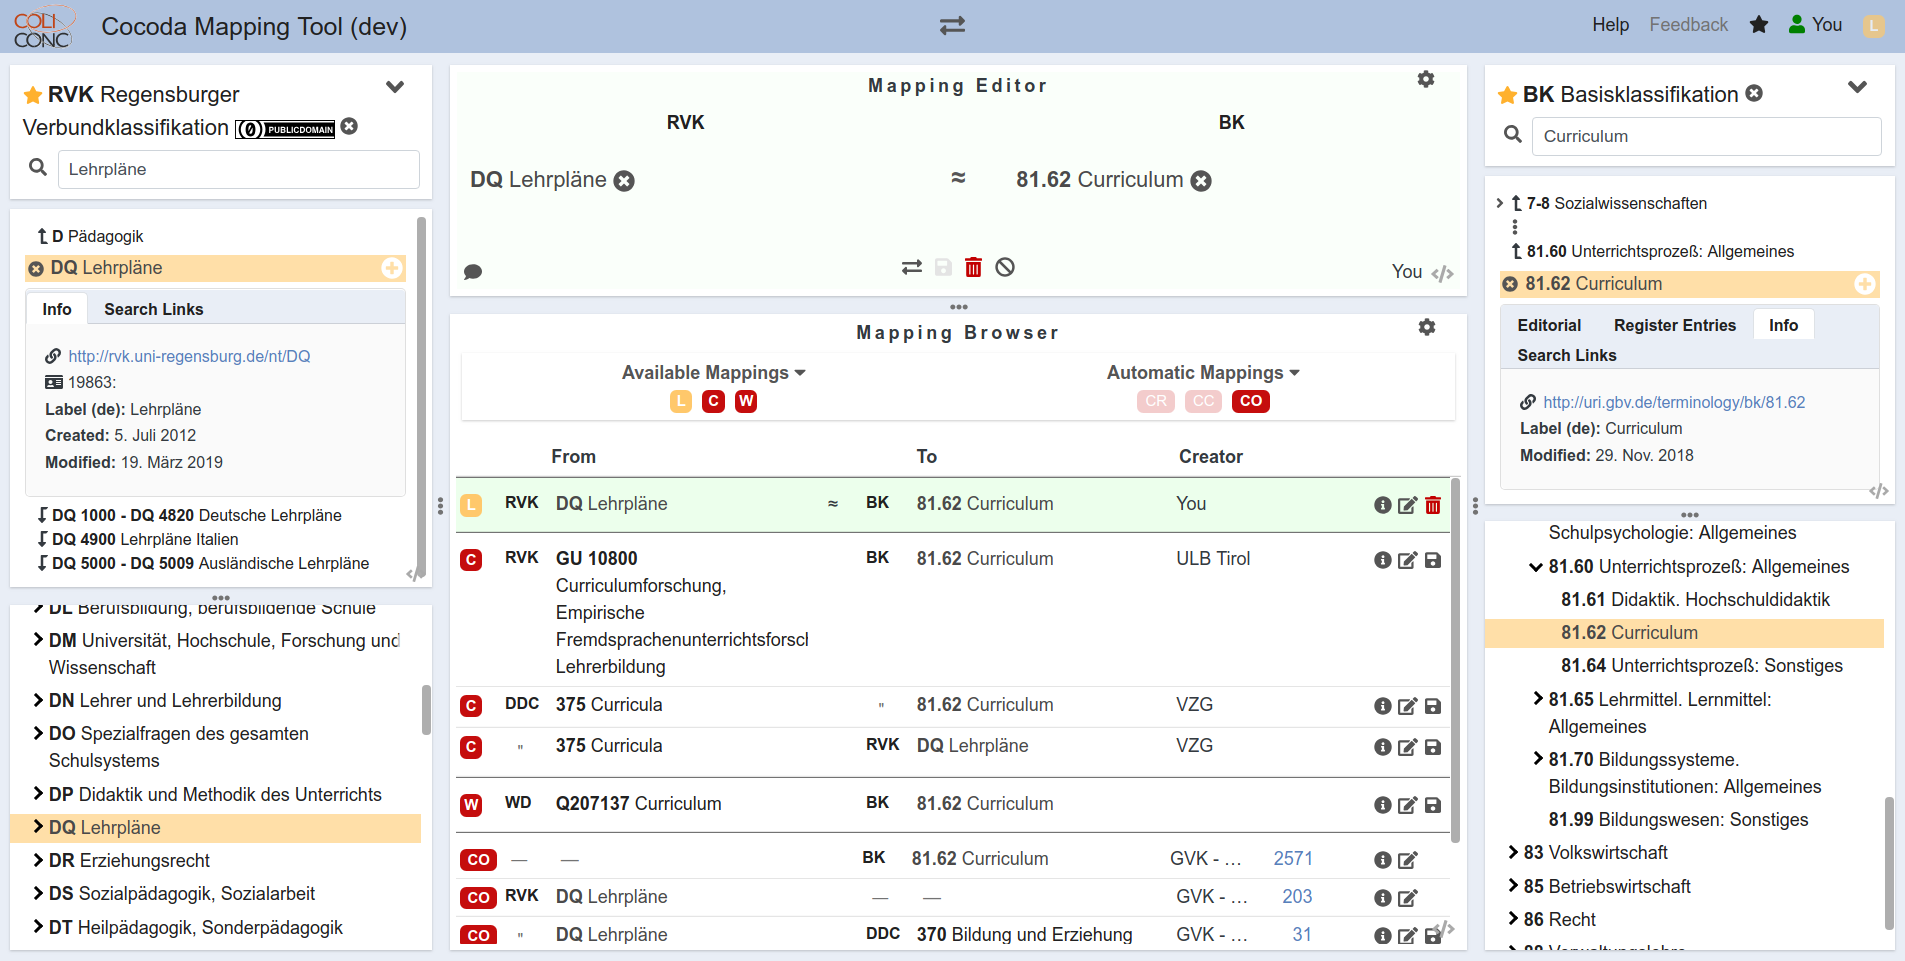 COLI CONC
Cocoda Mapping Tool (dev)
Help Feedback You L
RVK Regensburger
Verbundklassifikation PUBLIC DOMAIN
Lehrpläne
D Pädagogik
DQ Lehrpläne
Info Search Links
http://rvk.uni-regensburg.de/nt/DQ
19863:
Label (de): Lehrpläne
Created: 5. Juli 2012
Modified: 19. März 2019
DQ 1000 - DQ 4820 Deutsche Lehrpläne
DQ 4900 Lehrpläne Italien
DQ 5000 - DQ 5009 Ausländische Lehrpläne
DL Berufsbildung, berufsbildende Schule
DM Universität, Hochschule, Forschung und
Wissenschaft
DN Lehrer und Lehrerbildung
DO Spezialfragen des gesamten
Schulsystems
DP Didaktik und Methodik des Unterrichts
DQ Lehrpläne
DR Erziehungsrecht
DS Sozialpädagogik, Sozialarbeit
DT Heilpädagogik, Sonderpädagogik
Mapping Editor
RVK BK
DQ Lehrpläne ≈ 81.62 Curriculum
You </>
Mapping Browser
Available Mappings Automatic Mappings
L C W CR CC CO
From To Creator
L RVK DQ Lehrpläne ≈ BK 81.62 Curriculum You
C RVK GU 10800 BK 81.62 Curriculum ULB Tirol
Curriculumforschung,
Empirische
Fremdsprachenunterrichtsforscl
Lehrerbildung
C DDC 375 Curricula " 81.62 Curriculum VZG
C " 375 Curricula RVK DQ Lehrpläne VZG
W WD Q207137 Curriculum BK 81.62 Curriculum
CO — — BK 81.62 Curriculum GVK - … 2571
CO RVK DQ Lehrpläne — — GVK - … 203
CO " DQ Lehrpläne DDC 370 Bildung und Erziehung GVK - … 31
BK Basisklassifikation
Curriculum
7-8 Sozialwissenschaften
81.60 Unterrichtsprozeß: Allgemeines
81.62 Curriculum
Editorial Register Entries Info
Search Links
http://uri.gbv.de/terminology/bk/81.62
Label (de): Curriculum
Modified: 29. Nov. 2018
Schulpsychologie: Allgemeines
81.60 Unterrichtsprozeß: Allgemeines
81.61 Didaktik. Hochschuldidaktik
81.62 Curriculum
81.64 Unterrichtsprozeß: Sonstiges
81.65 Lehrmittel. Lernmittel:
Allgemeines
81.70 Bildungssysteme.
Bildungsinstitutionen: Allgemeines
81.99 Bildungswesen: Sonstiges
83 Volkswirtschaft
85 Betriebswirtschaft
86 Recht